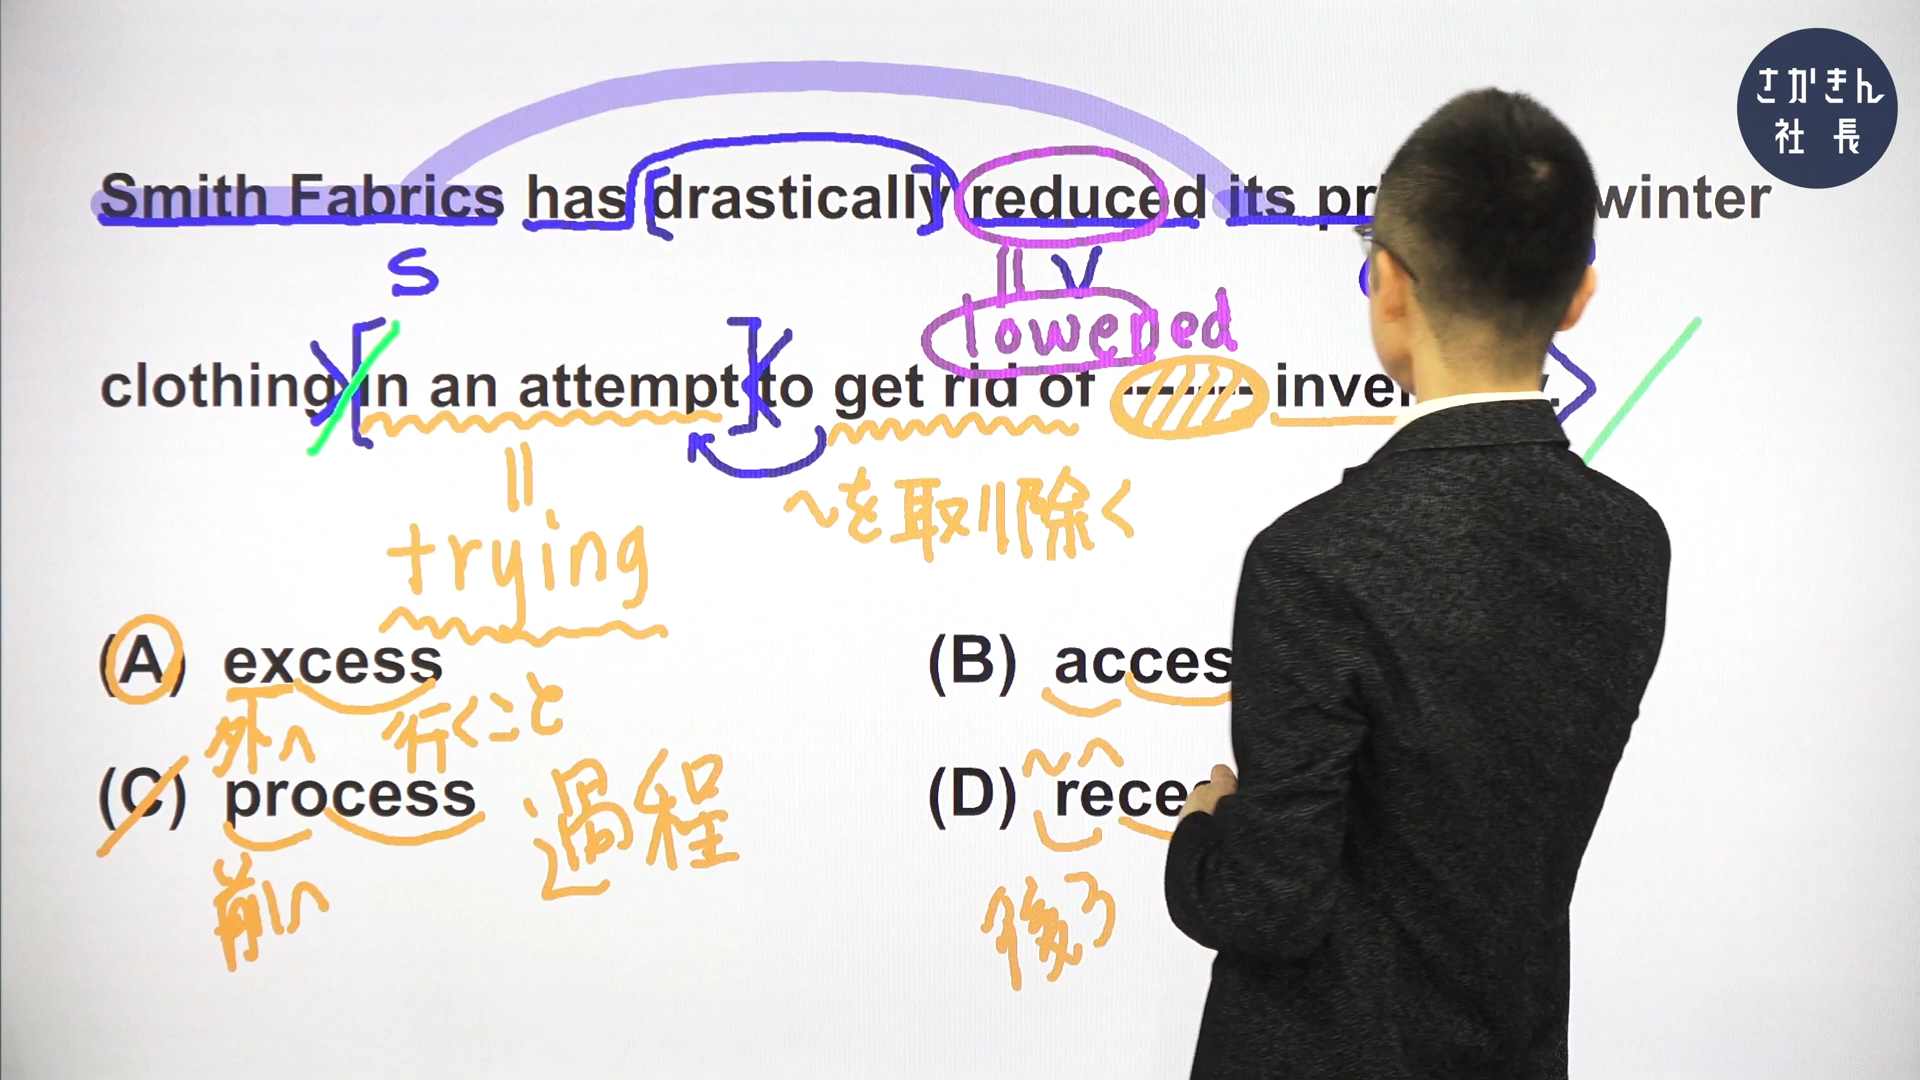 さかきん
社長
Smith Fabrics has drastically reduced its winter
S
V
lowered
clothing in an attempt to get rid of ------- inve
trying
〜を取り除く
(A) excess
(B) acces
外へ 行くこと
〜へ
(C) process
過程
(D) rece
前へ
後ろ